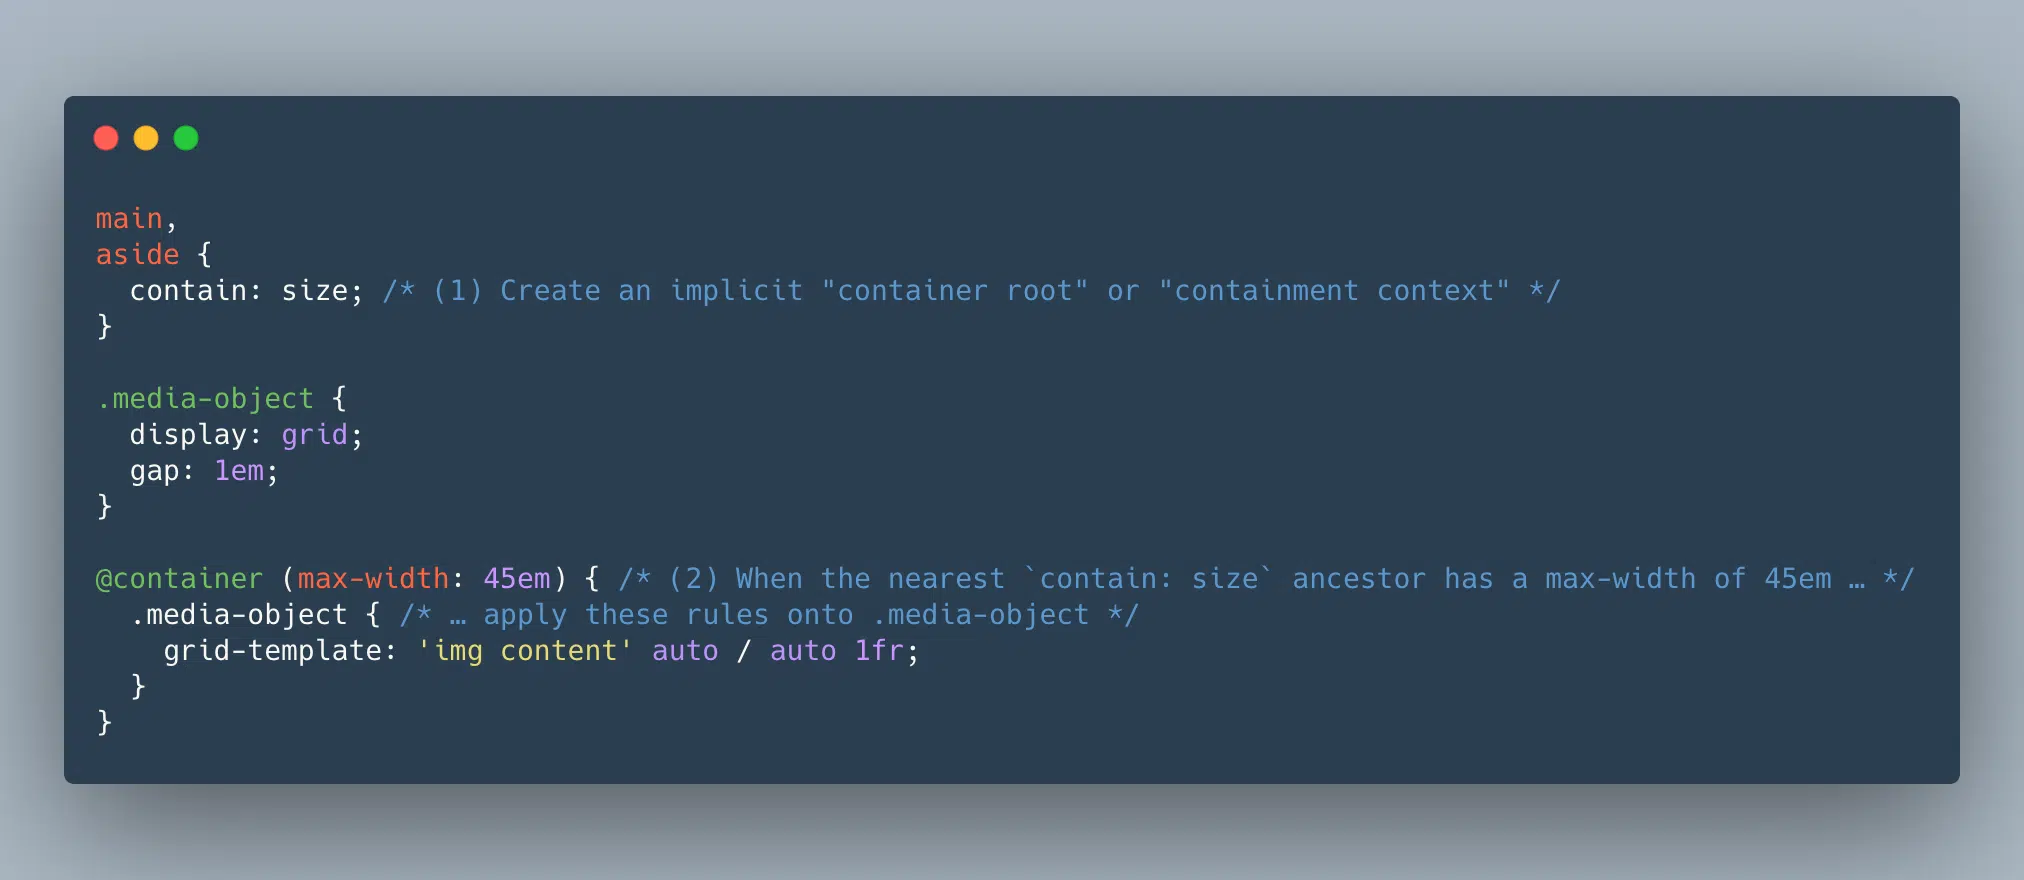 main,
aside {
  contain: size; /* (1) Create an implicit "container root" or "containment context" */
}

.media-object {
  display: grid;
  gap: 1em;
}

@container (max-width: 45em) { /* (2) When the nearest `contain: size` ancestor has a max-width of 45em … */
  .media-object { /* … apply these rules onto .media-object */
    grid-template: 'img content' auto / auto 1fr;
  }
}